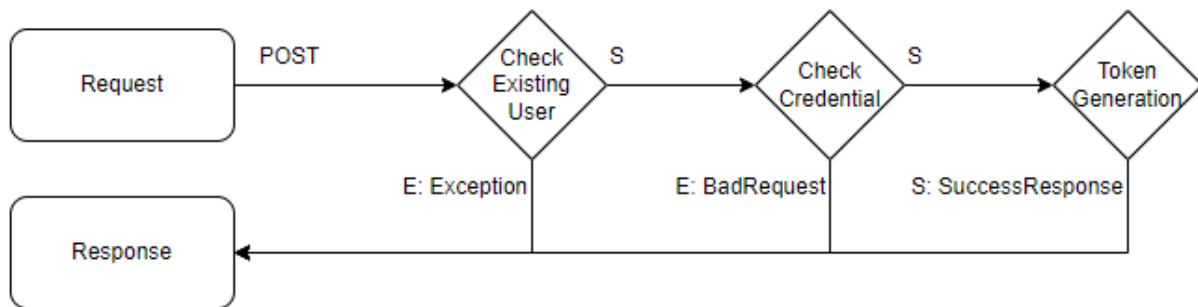 Request
POST
Check
Existing
User
S
Check
Credential
S
Token
Generation
E: Exception
E: BadRequest
S: SuccessResponse
Response